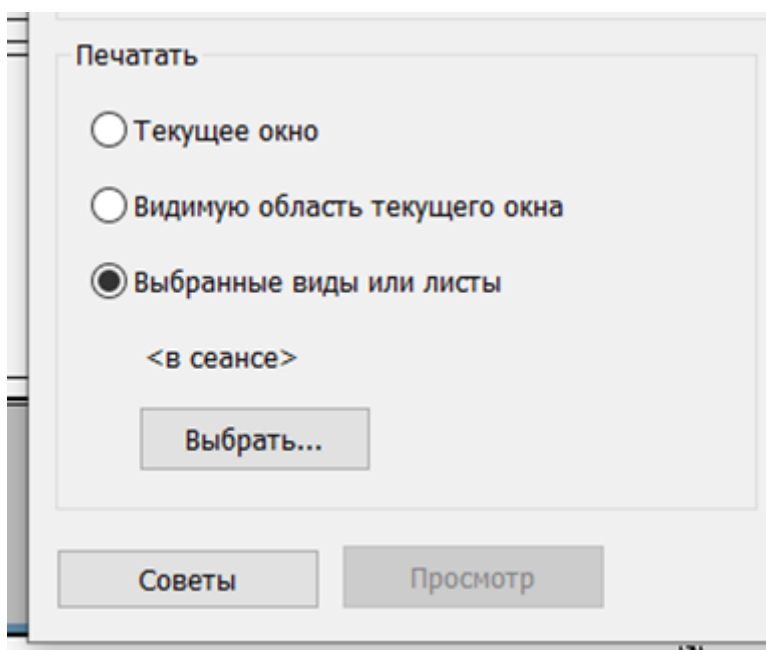 Печатать
Текущее окно
Видимую область текущего окна
Выбранные виды или листы
<в сеансе>
Выбрать...
Советы
Просмотр